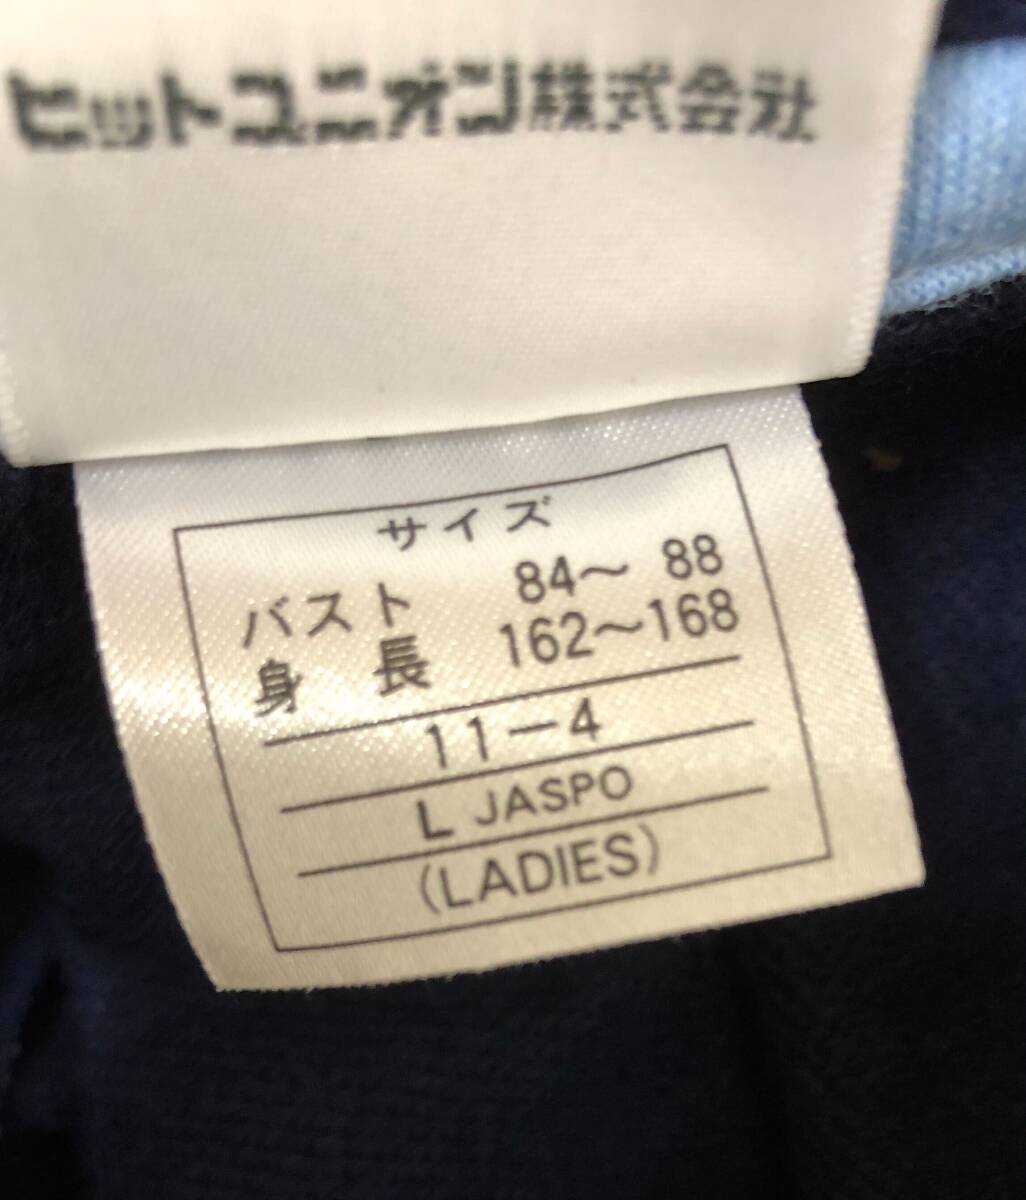 ヒットユニオン株式会社
サイズ
バスト 84〜 88
身長 162〜168
11−4
L JASPO
(LADIES)